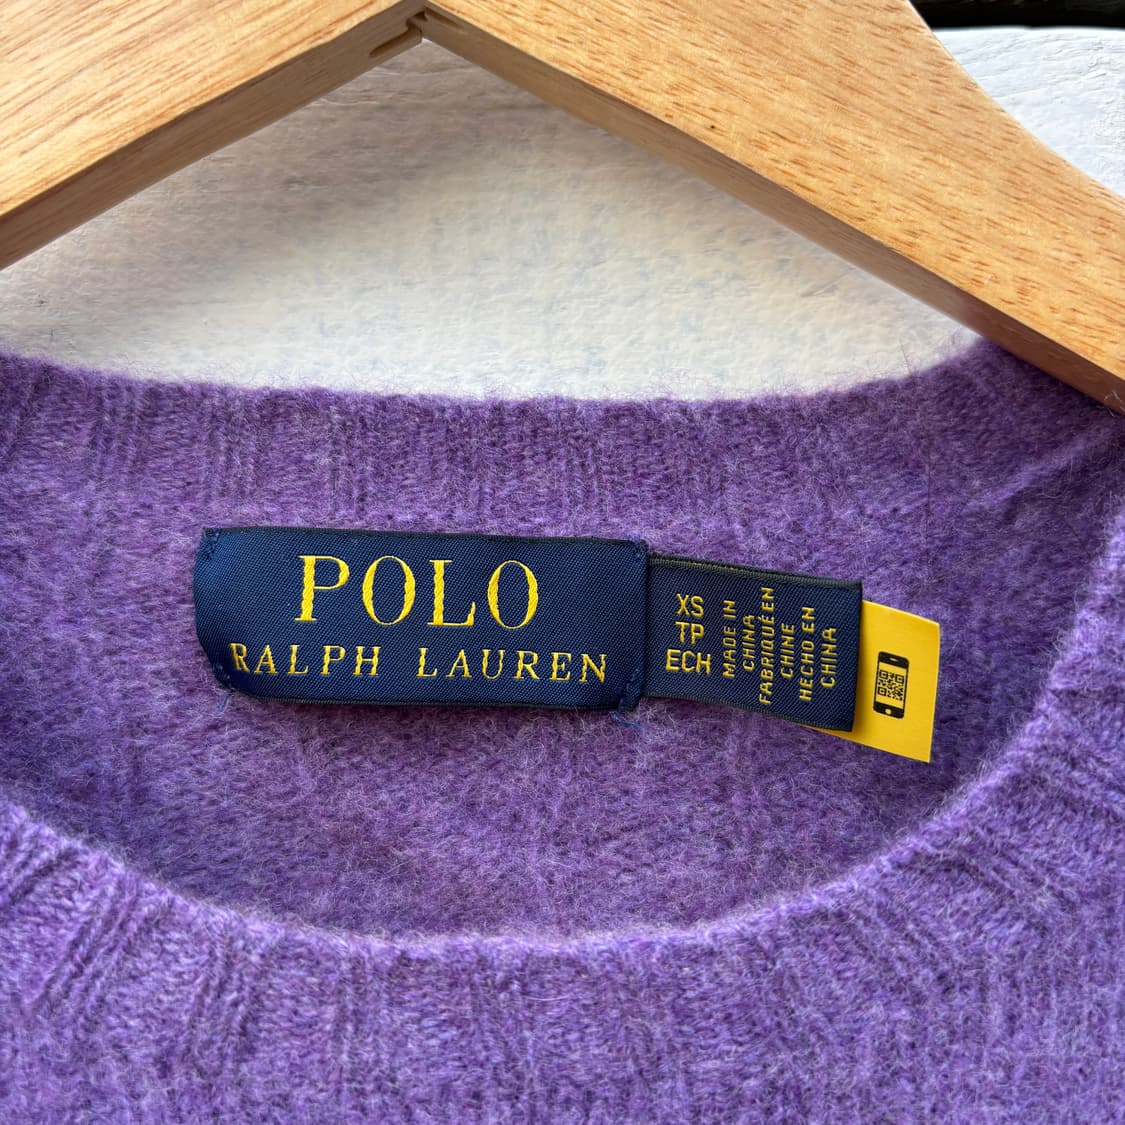 POLO
RALPH LAUREN
XS
TP
ECH
MADE IN
CHINA
FABRIQUÉ EN
CHINE
HECHO EN
CHINA